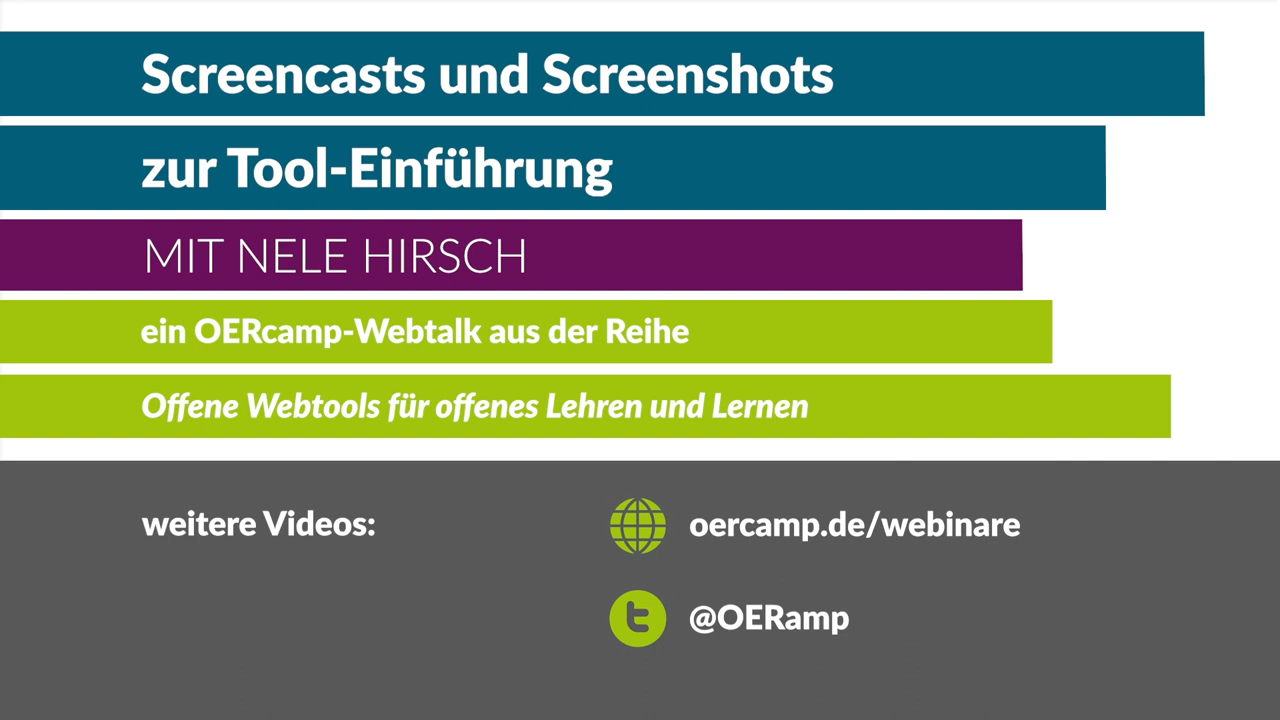 Screencasts und Screenshots
zur Tool-Einführung
MIT NELE HIRSCH
ein OERcamp-Webtalk aus der Reihe
Offene Webtools für offenes Lehren und Lernen
weitere Videos:
oercamp.de/webinare
@OERamp